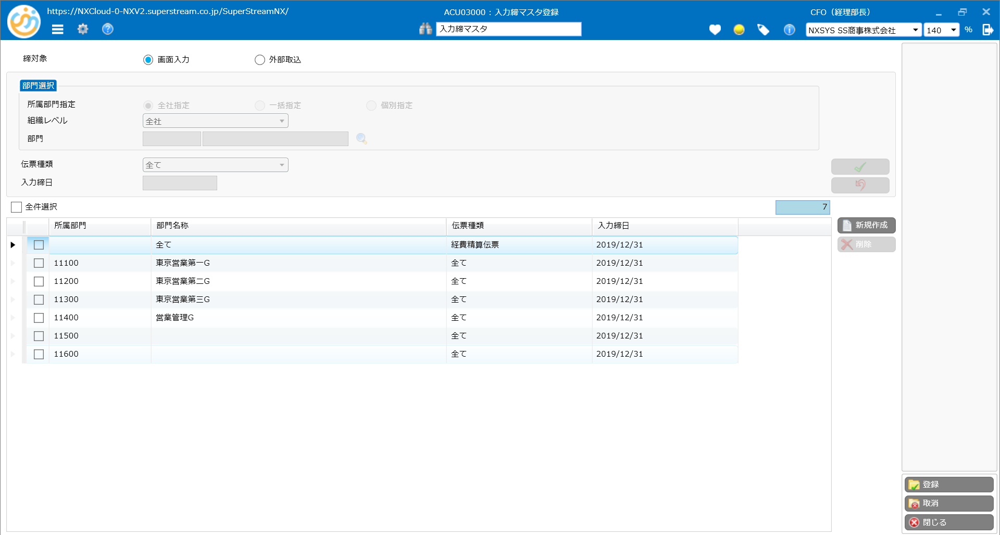 https://NXCloud-0-NXV2.superstream.co.jp/SuperStreamNX/
ACU03000：入力締マスタ登録
CFO（経理部長）
入力締マスタ
NXSYS SS商事株式会社
140
%
締対象
画面入力
外部取込
部門選択
所属部門指定
全社指定
一括指定
個別指定
組織レベル
全社
部門
伝票種類
全て
入力締日
全件選択
7
所属部門 部門名称 伝票種類 入力締日
新規作成
削除
全て 経費精算伝票 2019/12/31
11100 東京営業第一G 全て 2019/12/31
11200 東京営業第二G 全て 2019/12/31
11300 東京営業第三G 全て 2019/12/31
11400 営業管理G 全て 2019/12/31
11500 全て 2019/12/31
11600 全て 2019/12/31
登録
取消
閉じる